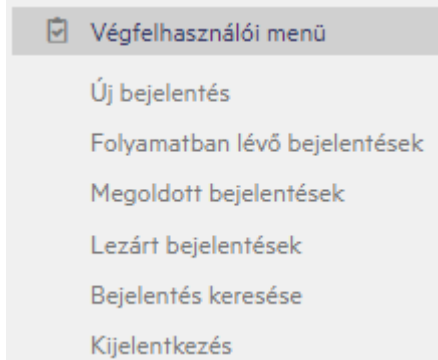 Végfelhasználói menü
Új bejelentés
Folyamatban lévő bejelentések
Megoldott bejelentések
Lezárt bejelentések
Bejelentés keresése
Kijelentkezés